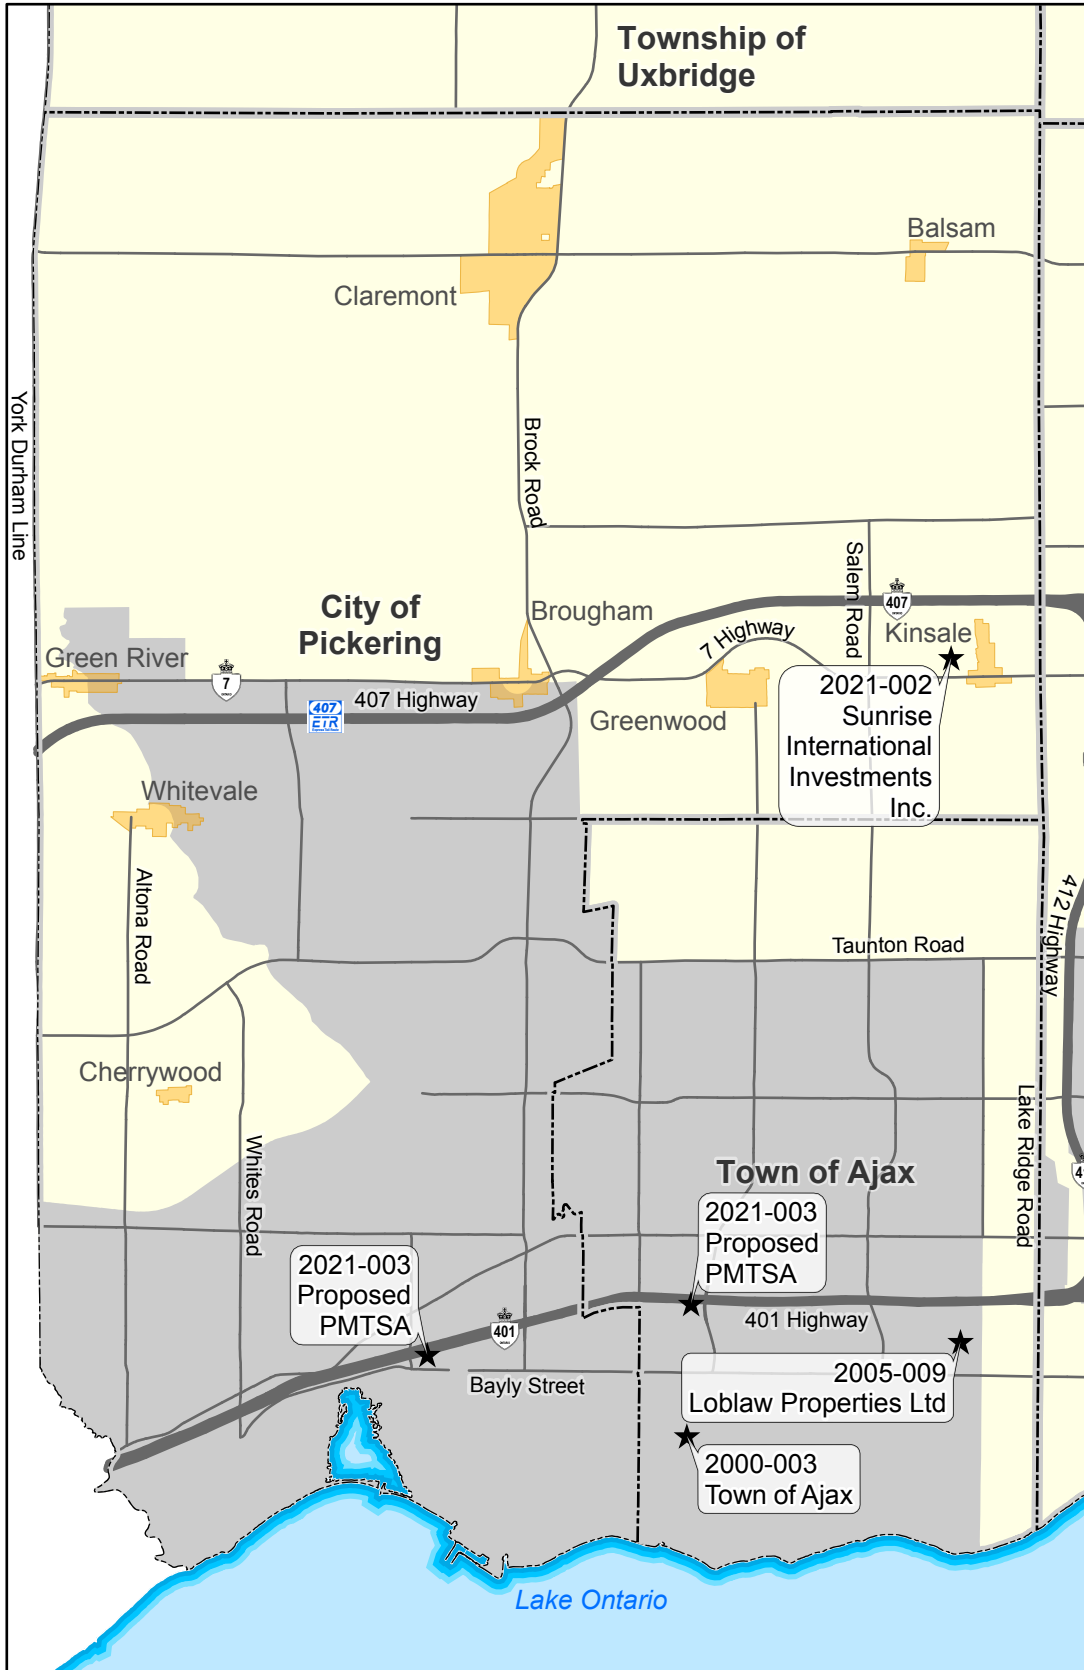 Township of
Uxbridge
Balsam
Claremont
York Durham Line
Brock Road
Salem Road
407
City of
Pickering
Brougham
7 Highway
Kinsale
Green River
7
407 Highway
407
ETR
Greenwood
2021-002
Sunrise
International
Investments
Inc.
Whitevale
Altona Road
412 Highway
Taunton Road
Cherrywood
Lake Ridge Road
Whites Road
Town of Ajax
41
2021-003
Proposed
PMTSA
2021-003
Proposed
PMTSA
401
401 Highway
2005-009
Loblaw Properties Ltd
Bayly Street
2000-003
Town of Ajax
Lake Ontario